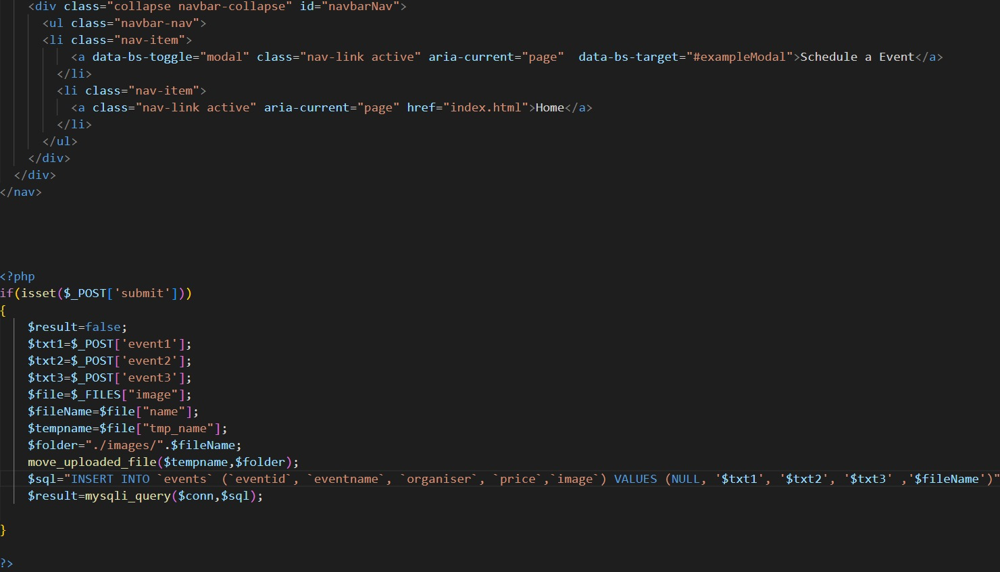 <div class="collapse navbar-collapse" id="navbarNav">
<ul class="navbar-nav">
<li class="nav-item">
<a data-bs-toggle="modal" class="nav-link active" aria-current="page"  data-bs-target="#exampleModal">Schedule a Event</a>
</li>
<li class="nav-item">
<a class="nav-link active" aria-current="page" href="index.html">Home</a>
</li>
</ul>
</div>
</div>
</nav>
<?php
if(isset($_POST['submit']))
{
$result=false;
$txt1=$_POST['event1'];
$txt2=$_POST['event2'];
$txt3=$_POST['event3'];
$file=$_FILES["image"];
$fileName=$file["name"];
$tempname=$file["tmp_name"];
$folder="./images/".$fileName;
move_uploaded_file($tempname,$folder);
$sql="INSERT INTO `events` (`eventid`, `eventname`, `organiser`, `price`,`image`) VALUES (NULL, '$txt1', '$txt2', '$txt3' ,'$fileName')"
$result=mysqli_query($conn,$sql);
}
?>